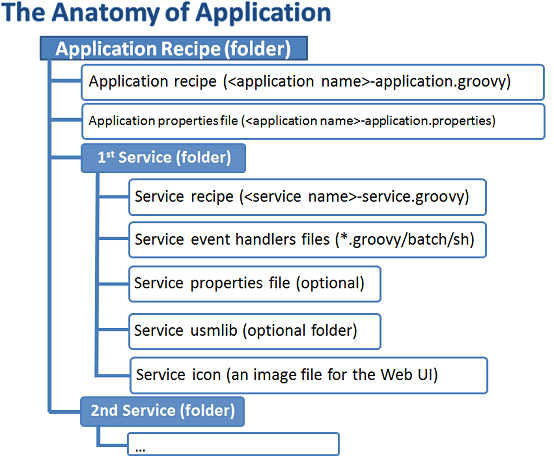 The Anatomy of Application
Application Recipe (folder)
Application recipe (<application name>-application.groovy)
Application properties file (<application name>-application.properties)
1st Service (folder)
Service recipe (<service name>-service.groovy)
Service event handlers files (*.groovy/batch/sh)
Service properties file (optional)
Service usmlib (optional folder)
Service icon (an image file for the Web UI)
2nd Service (folder)
...